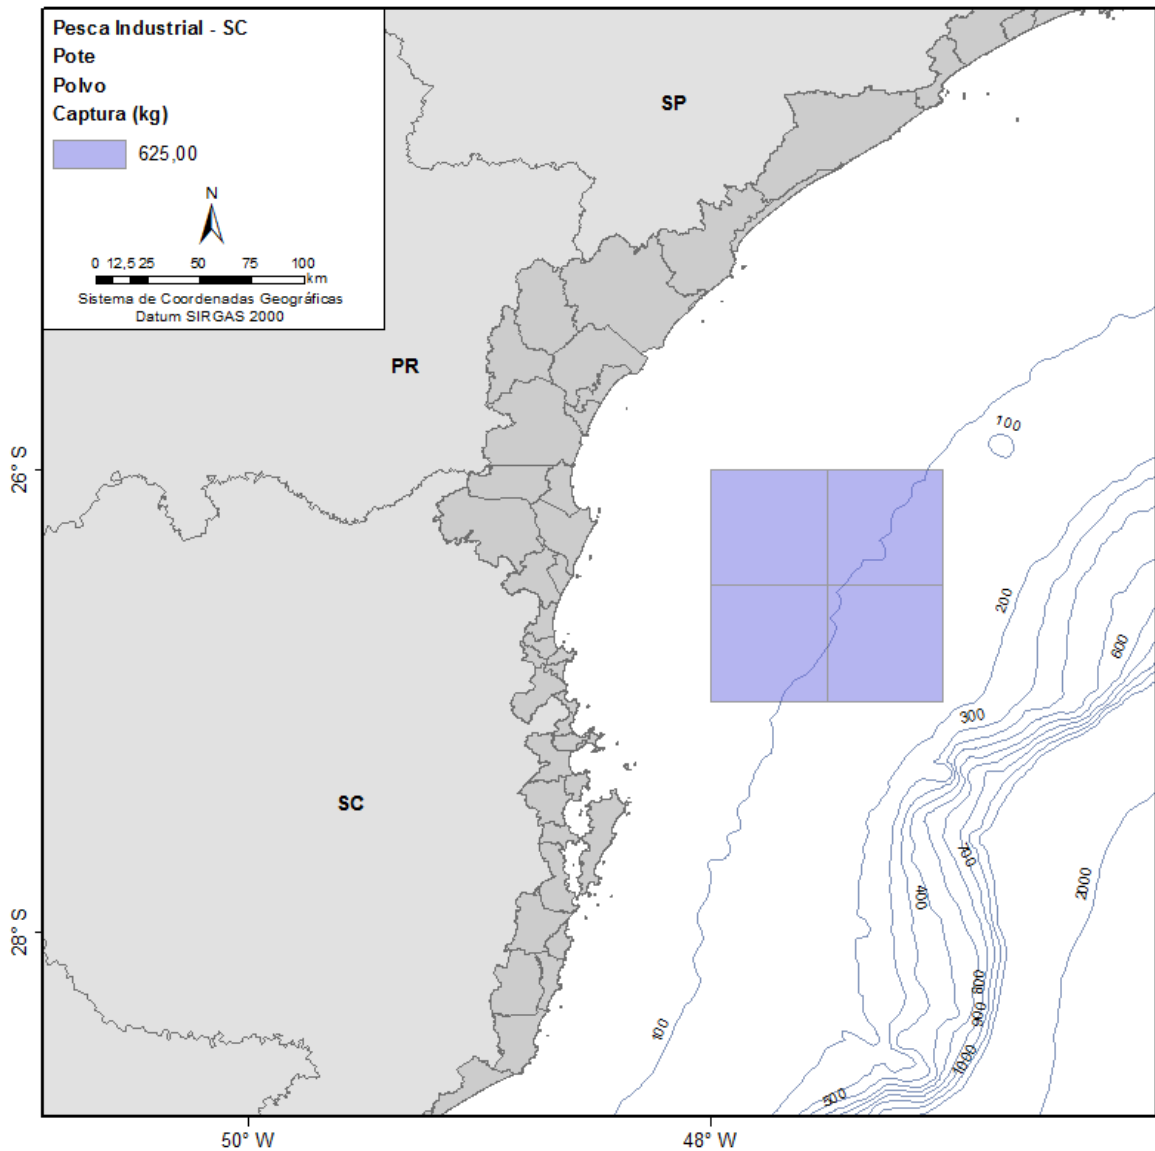 Pesca Industrial - SC
Pote
Polvo
Captura (kg)
625,00
N
0 12,5 25 50 75 100
km
Sistema de Coordenadas Geográficas
Datum SIRGAS 2000
SP
PR
SC
26° S
28° S
50° W
48° W
100
200
300
600
700
400
2000
800
900
1000
500
100